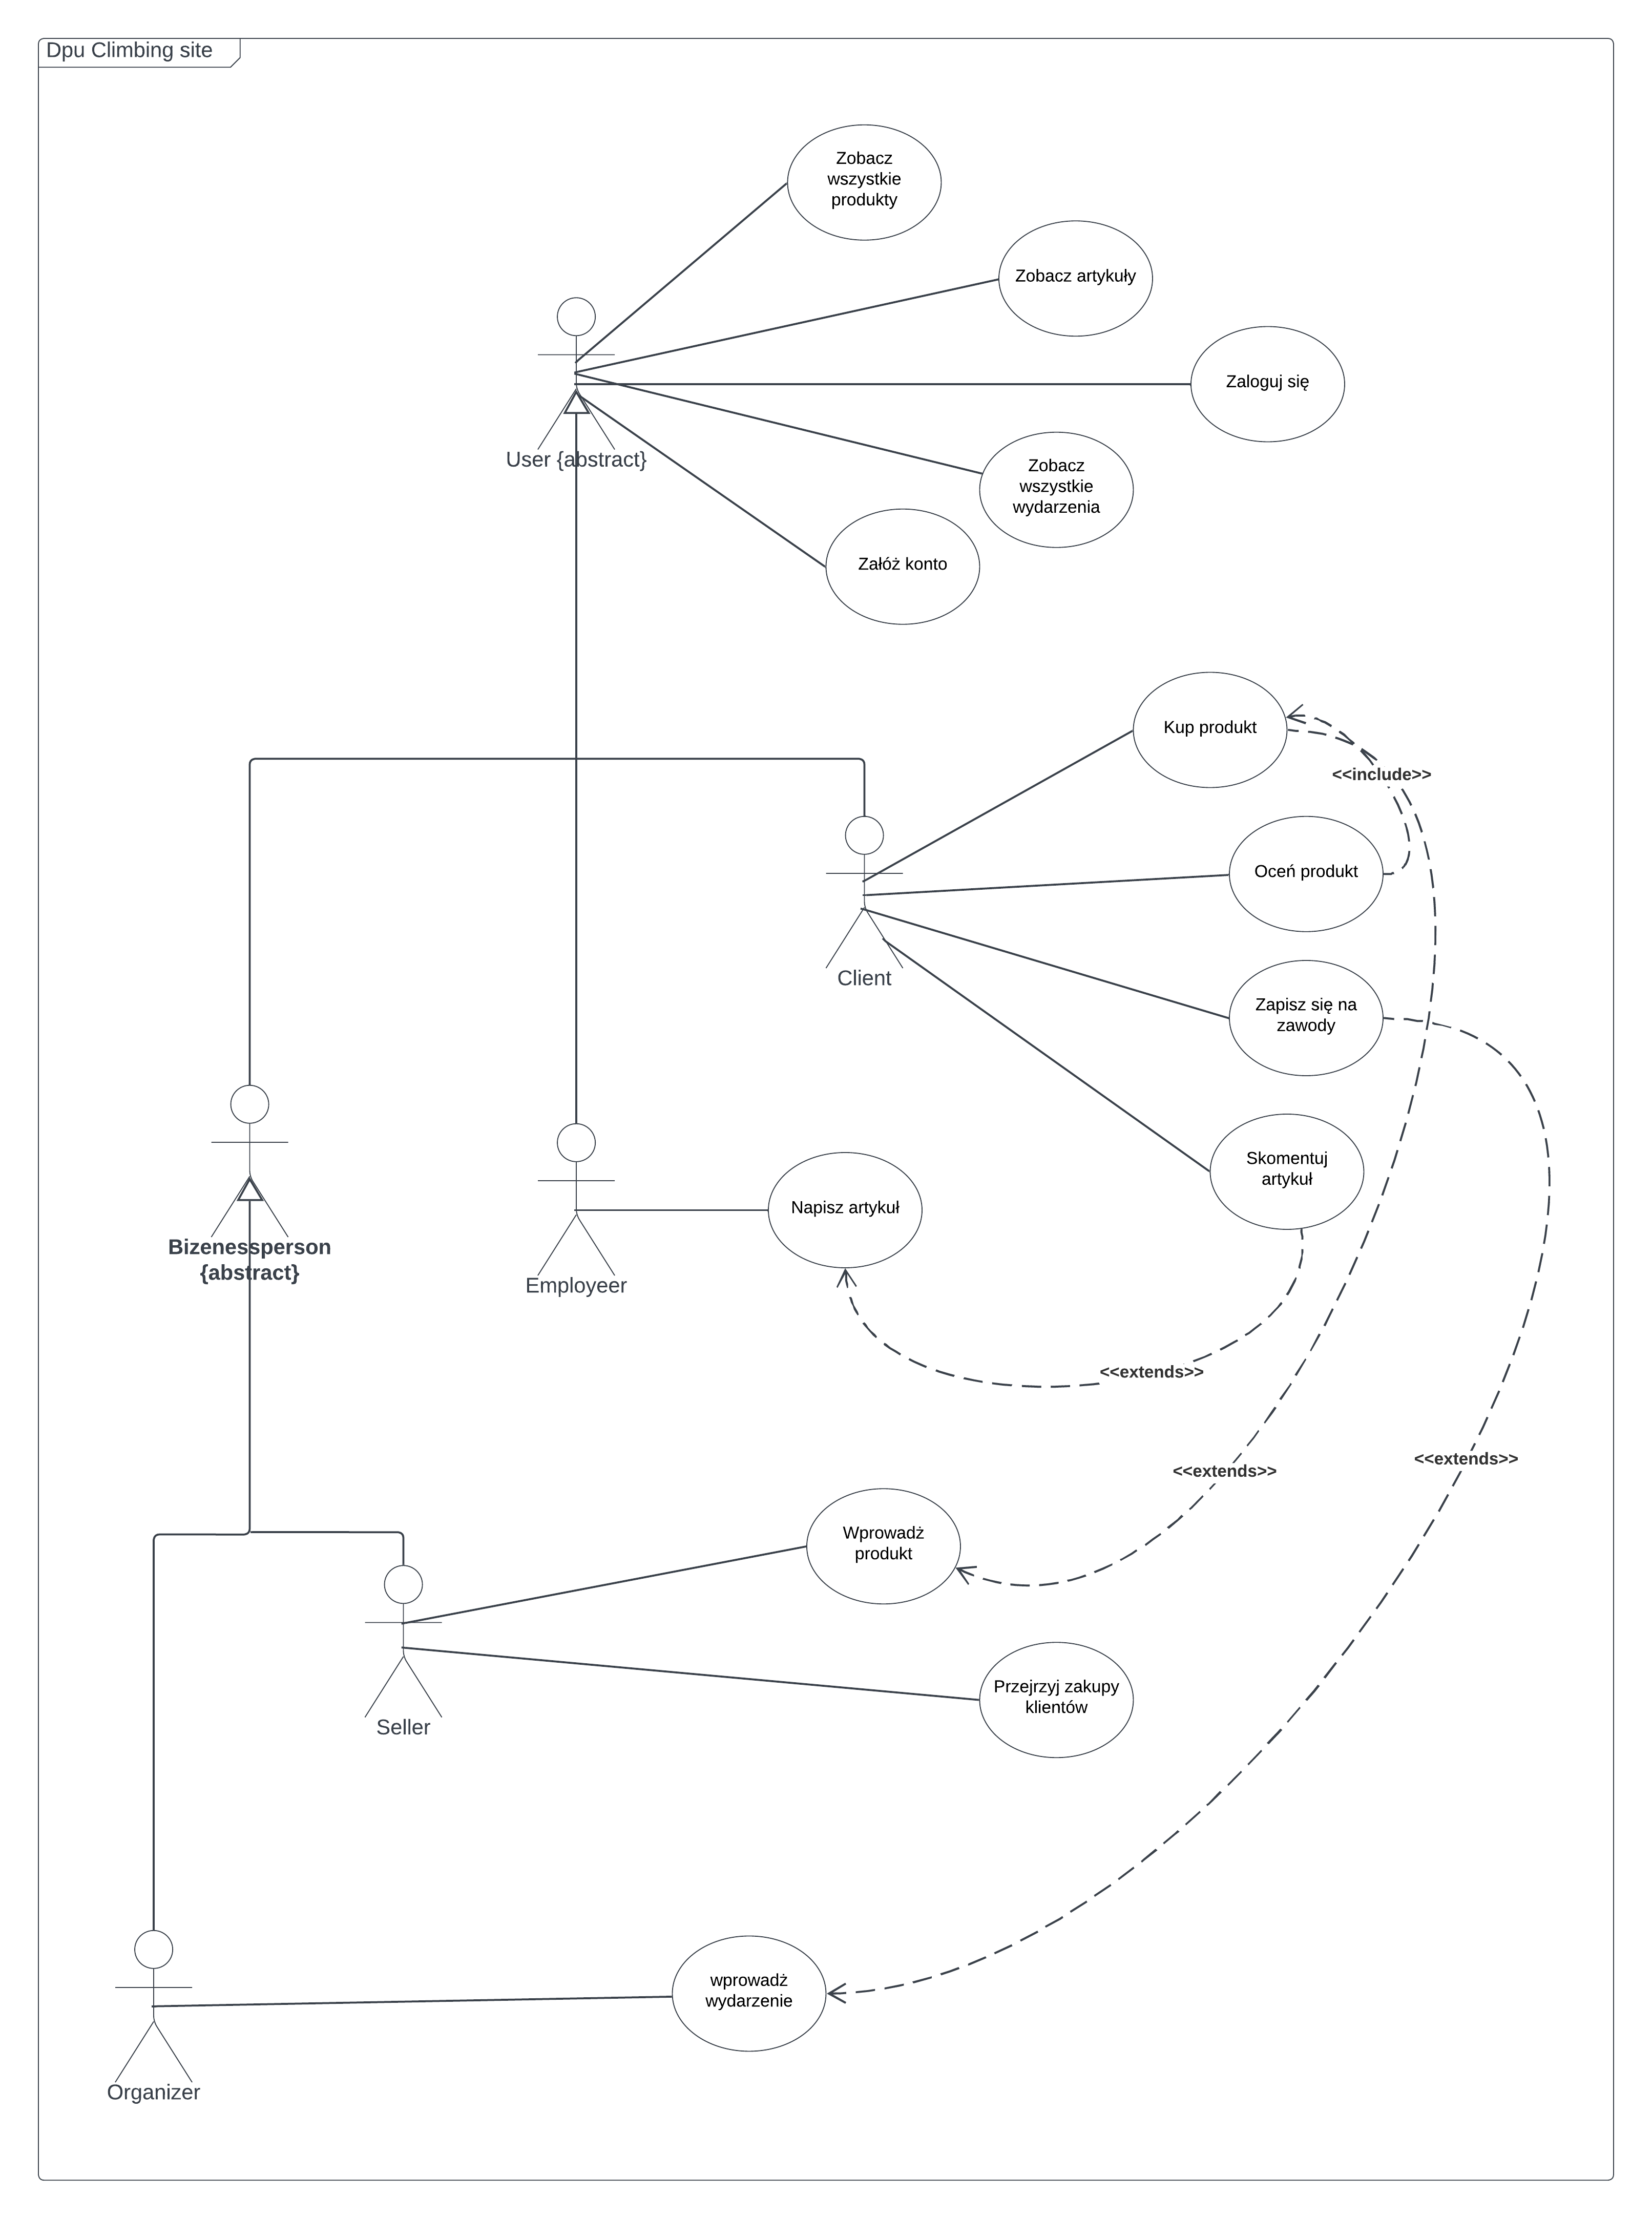 Dpu Climbing site
Zobacz
wszystkie
produkty
Zobacz artykuły
Zaloguj się
User {abstract}
Zobacz
wszystkie
wydarzenia
Załóż konto
Kup produkt
<<include>>
Oceń produkt
Client
Zapisz się na
zawody
Skomentuj
artykuł
Napisz artykuł
Bizenessperson
{abstract}
Employeer
<<extends>>
<<extends>>
<<extends>>
Wprowadż
produkt
Przejrzyj zakupy
klientów
Seller
wprowadż
wydarzenie
Organizer